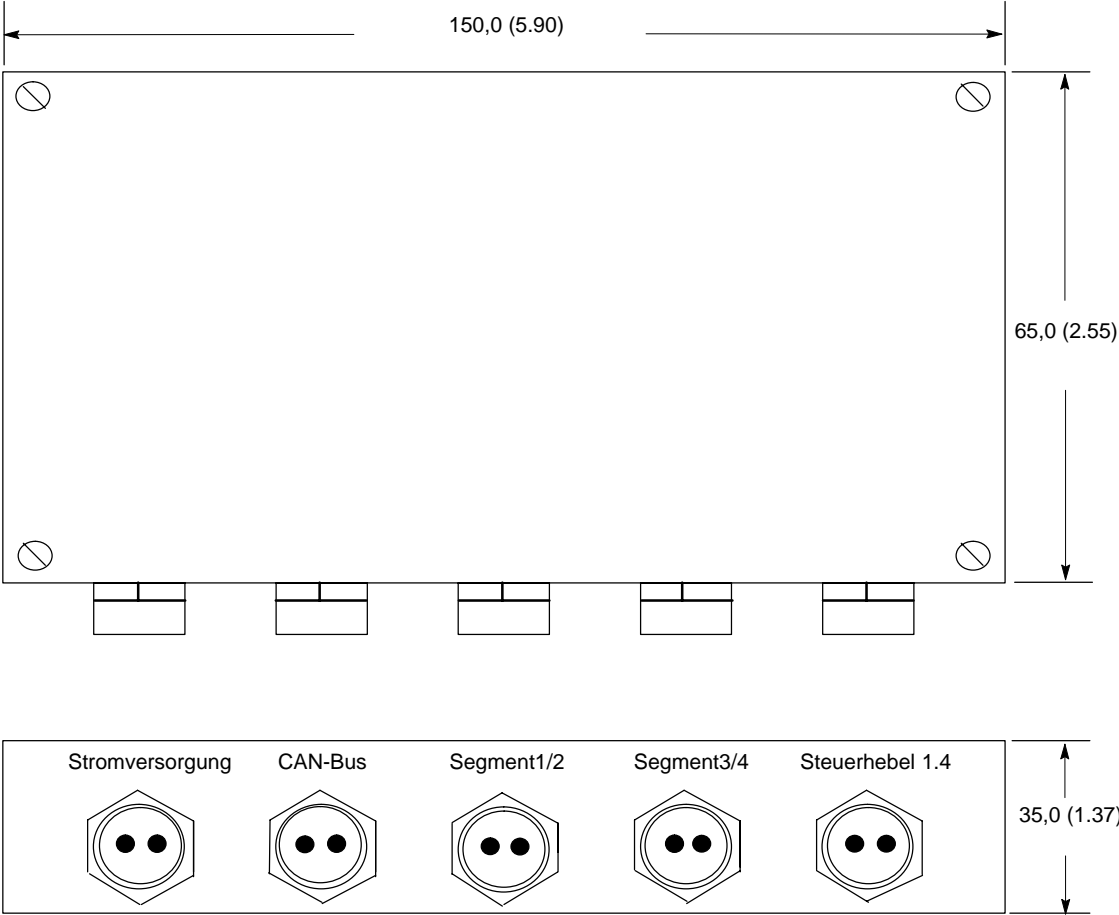 150,0 (5.90)
65,0 (2.55)
Stromversorgung CAN-Bus Segment1/2 Segment3/4 Steuerhebel 1.4
35,0 (1.37)